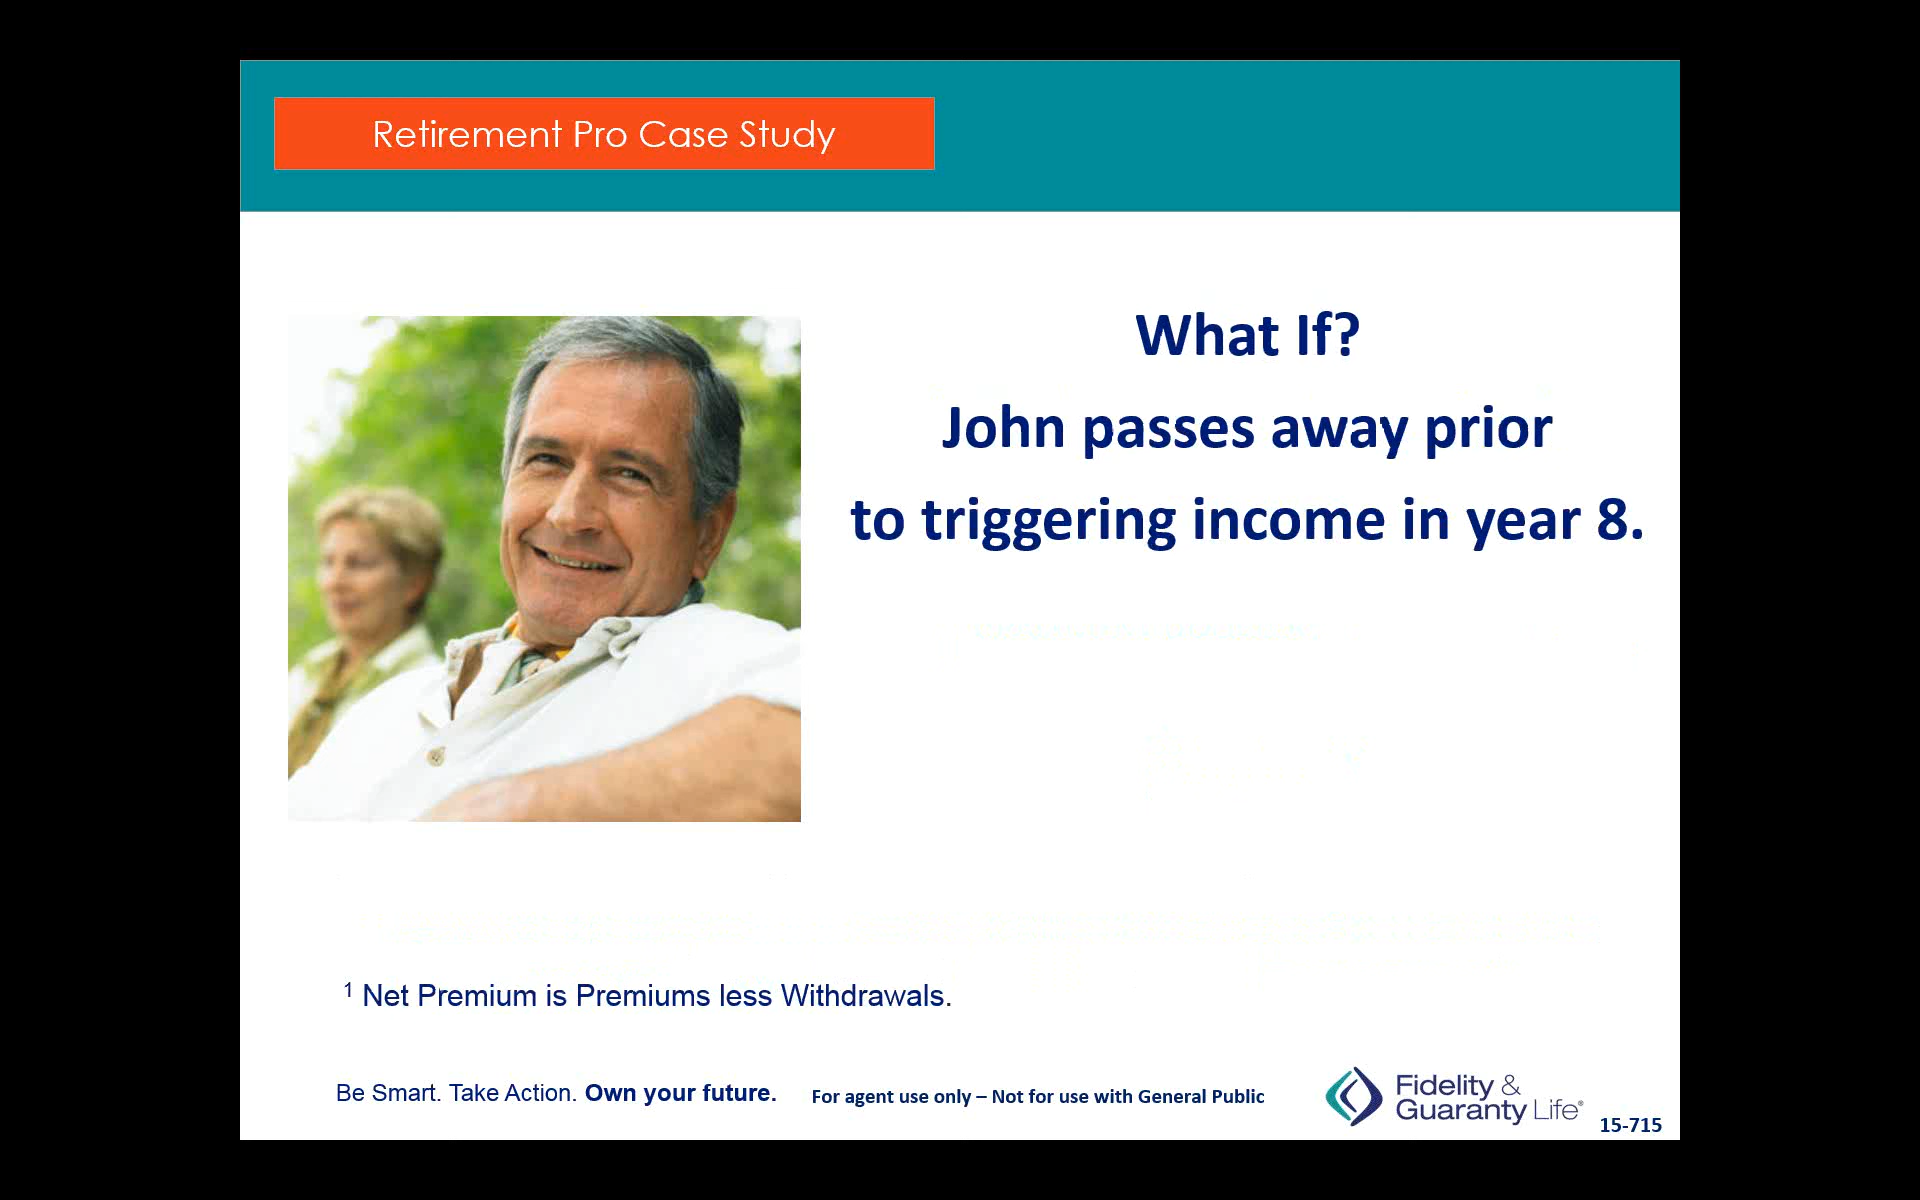 Retirement Pro Case Study
What If?
John passes away prior
to triggering income in year 8.
¹ Net Premium is Premiums less Withdrawals.
Be Smart. Take Action. Own your future.
For agent use only – Not for use with General Public
Fidelity &
Guaranty Life®
15-715